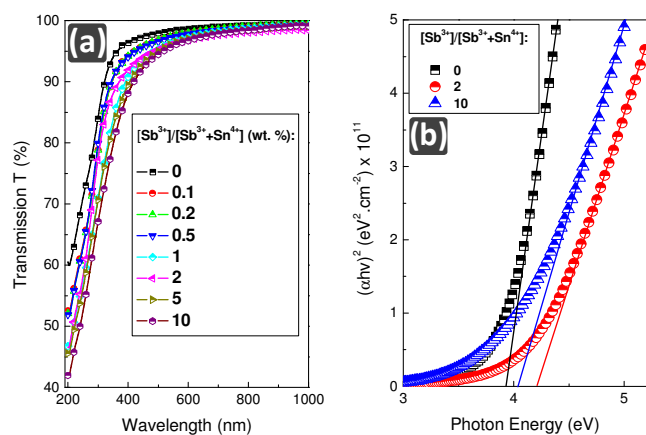 (a)
Transmission T (%)
100
90
80
70
60
50
40
[Sb³⁺]/[Sb³⁺+Sn⁴⁺] (wt. %):
0
0.1
0.2
0.5
1
2
5
10
200 400 600 800 1000
Wavelength (nm)
(b)
(αhν)² (eV².cm⁻²) x 10¹¹
5
4
3
2
1
0
[Sb³⁺]/[Sb³⁺+Sn⁴⁺]:
0
2
10
3 4 5
Photon Energy (eV)